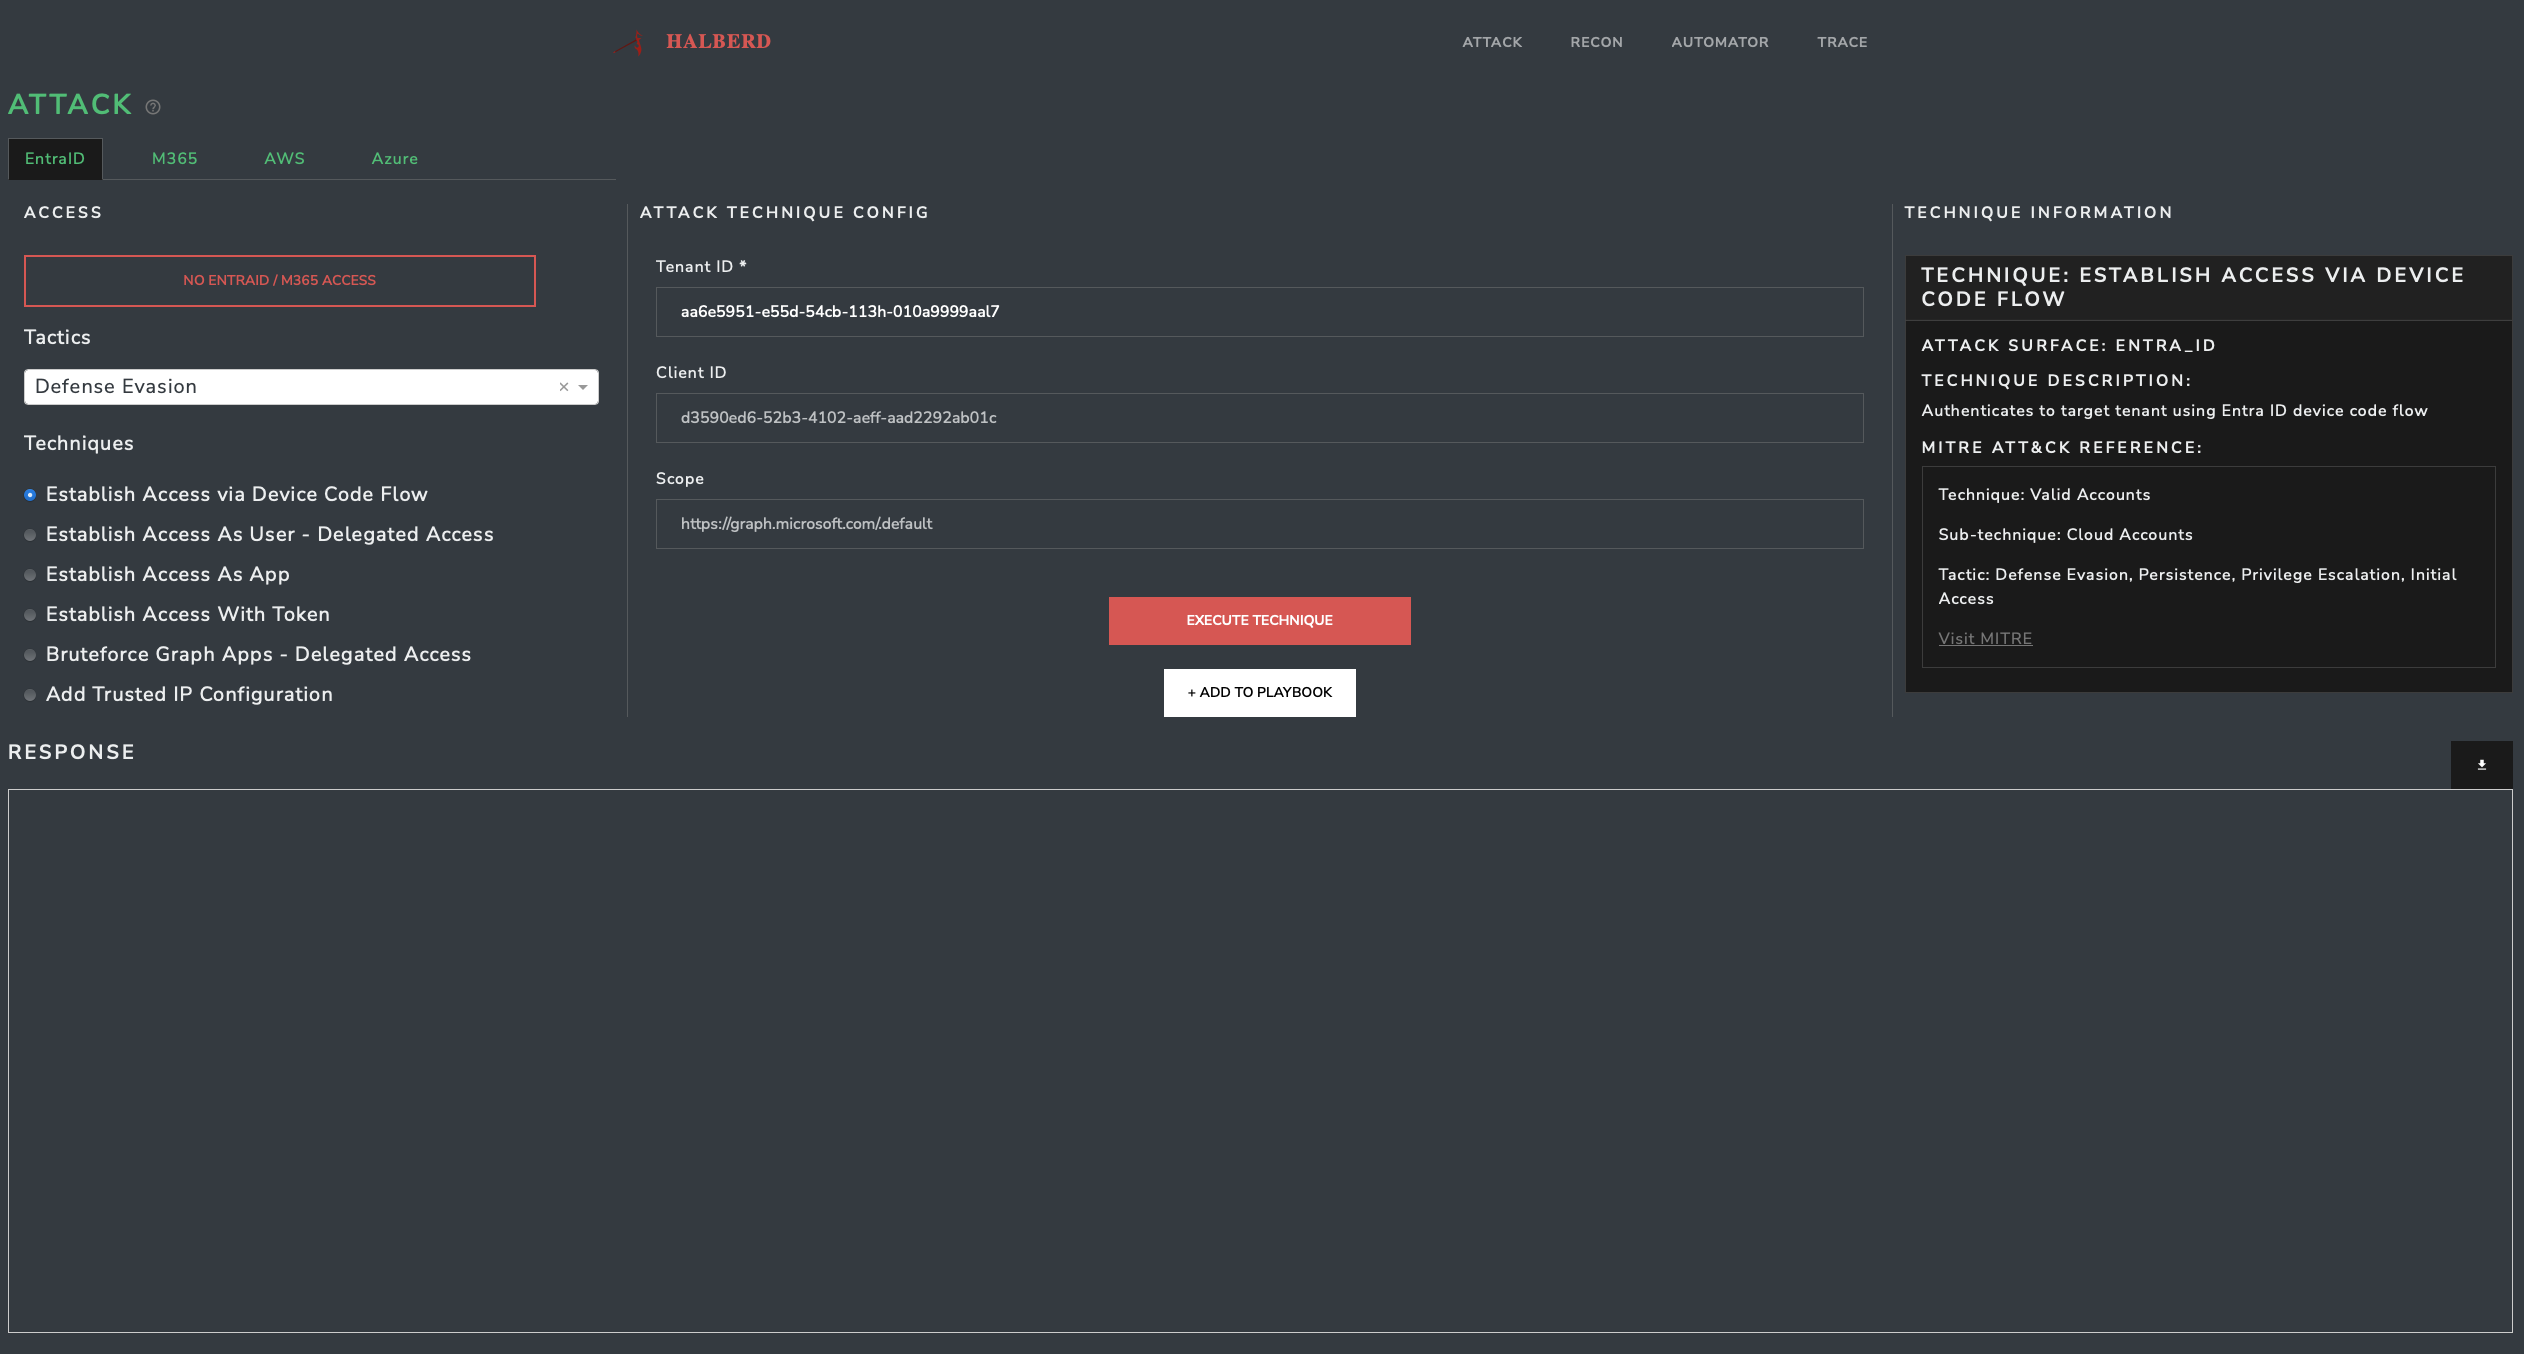 HALBERD
ATTACK
RECON
AUTOMATOR
TRACE
ATTACK
EntraID
M365
AWS
Azure
ACCESS
NO ENTRAID / M365 ACCESS
Tactics
Defense Evasion
Techniques
Establish Access via Device Code Flow
Establish Access As User - Delegated Access
Establish Access As App
Establish Access With Token
Bruteforce Graph Apps - Delegated Access
Add Trusted IP Configuration
ATTACK TECHNIQUE CONFIG
Tenant ID *
aa6e5951-e55d-54cb-113h-010a9999aal7
Client ID
d3590ed6-52b3-4102-aeff-aad2292ab01c
Scope
https://graph.microsoft.com/.default
EXECUTE TECHNIQUE
+ ADD TO PLAYBOOK
TECHNIQUE INFORMATION
TECHNIQUE: ESTABLISH ACCESS VIA DEVICE
CODE FLOW
ATTACK SURFACE: ENTRA_ID
TECHNIQUE DESCRIPTION:
Authenticates to target tenant using Entra ID device code flow
MITRE ATT&CK REFERENCE:
Technique: Valid Accounts
Sub-technique: Cloud Accounts
Tactic: Defense Evasion, Persistence, Privilege Escalation, Initial
Access
Visit MITRE
RESPONSE